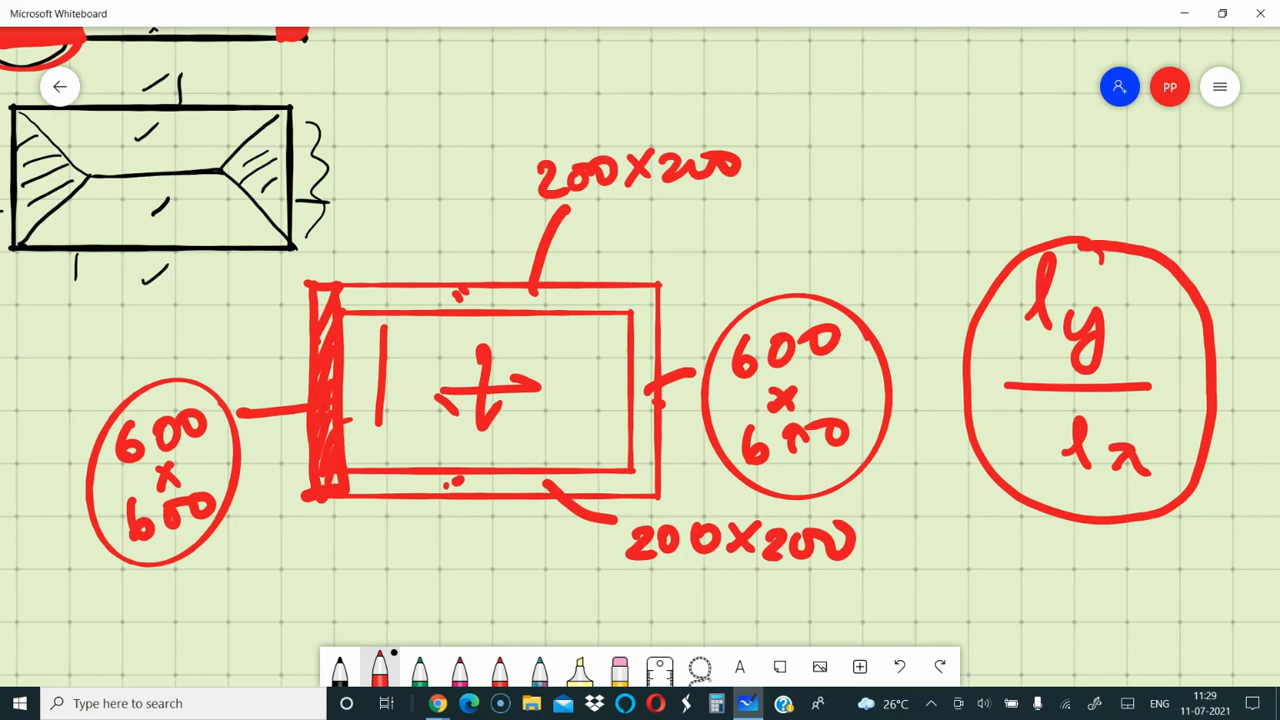 Microsoft Whiteboard
PP
200X200
600
x
600
600
x
600
ly
lx
200X200
A
Type here to search
26°C
ENG
11:29
11-07-2021